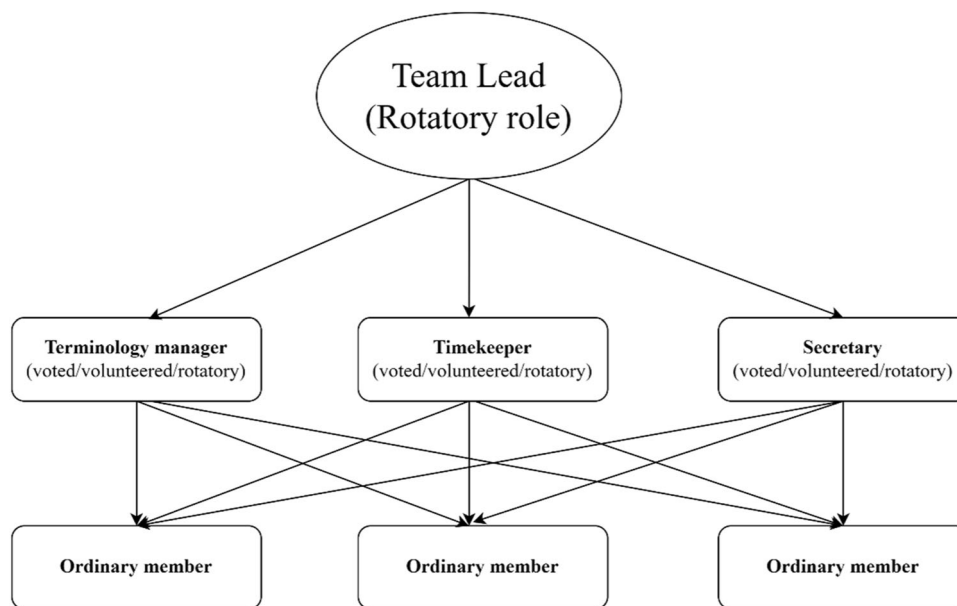 Team Lead
(Rotatory role)
Terminology manager
(voted/volunteered/rotatory)
Timekeeper
(voted/volunteered/rotatory)
Secretary
(voted/volunteered/rotatory)
Ordinary member
Ordinary member
Ordinary member